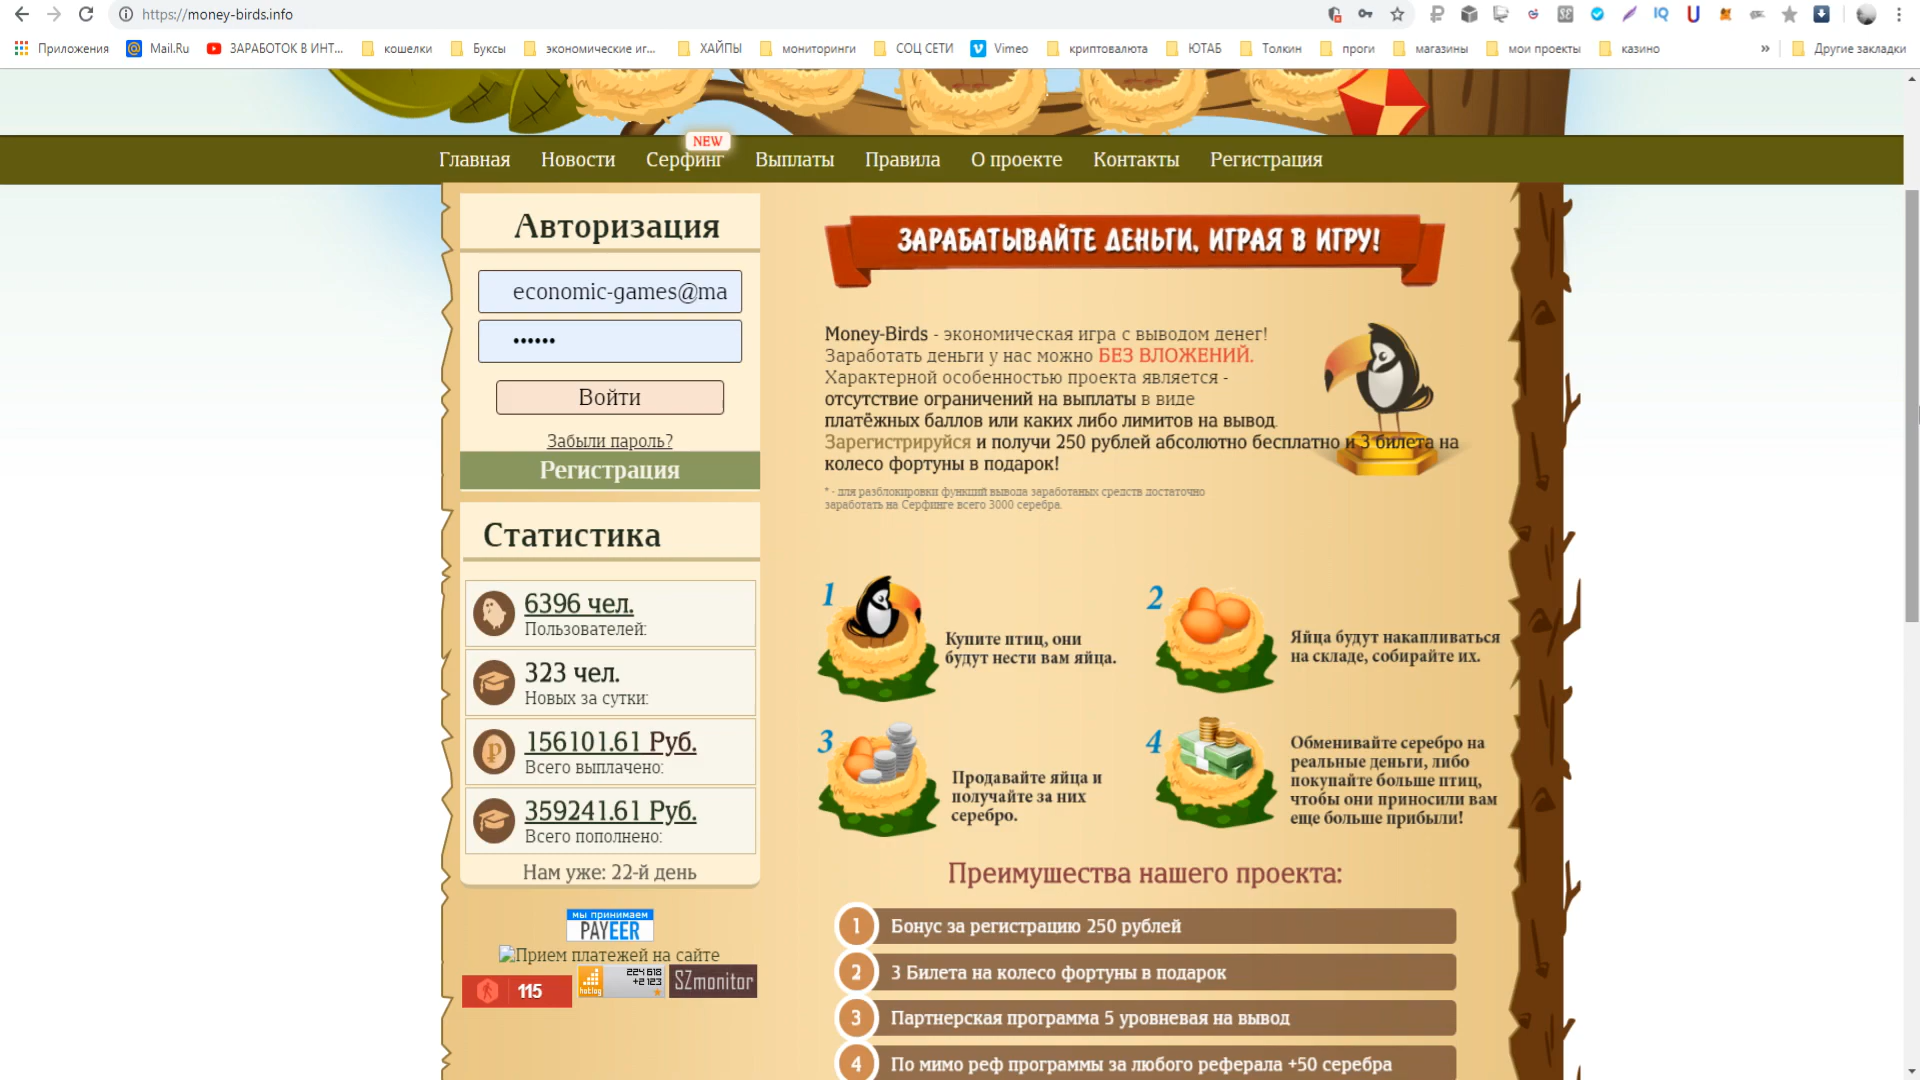 https://money-birds.info
Приложения
Mail.Ru
ЗАРАБОТОК В ИНТ...
кошелки
Буксы
экономические иг...
ХАЙПЫ
мониторинги
СОЦ СЕТИ
Vimeo
криптовалюта
ЮТАБ
Толкин
проги
магазины
мои проекты
казино
»
Другие закладки
NEW
Главная
Новости
Серфинг
Выплаты
Правила
О проекте
Контакты
Регистрация
Авторизация
economic-games@ma
••••••
Войти
Забыли пароль?
Регистрация
Статистика
6396 чел.
Пользователей:
323 чел.
Новых за сутки:
156101.61 Руб.
Всего выплачено:
359241.61 Руб.
Всего пополнено:
Нам уже: 22-й день
мы принимаем
PAYEER
Прием платежей на сайте
115
hotlog
224 618
+2 123
SZmonitor
ЗАРАБАТЫВАЙТЕ ДЕНЬГИ, ИГРАЯ В ИГРУ!
Money-Birds - экономическая игра с выводом денег!
Заработать деньги у нас можно БЕЗ ВЛОЖЕНИЙ.
Характерной особенностью проекта является -
отсутствие ограничений на выплаты в виде
платёжных баллов или каких либо лимитов на вывод.
Зарегистрируйся и получи 250 рублей абсолютно бесплатно и 3 билета на
колесо фортуны в подарок!
* - для разблокировки функций вывода заработаных средств достаточно
заработать на Серфинге всего 3000 серебра.
1
Купите птиц, они
будут нести вам яйца.
2
Яйца будут накапливаться
на складе, собирайте их.
3
Продавайте яйца и
получайте за них
серебро.
4
Обменивайте серебро на
реальные деньги, либо
покупайте больше птиц,
чтобы они приносили вам
еще больше прибыли!
Преимущества нашего проекта:
1 Бонус за регистрацию 250 рублей
2 3 Билета на колесо фортуны в подарок
3 Партнерская программа 5 уровневая на вывод
4 По мимо реф программы за любого реферала +50 серебра